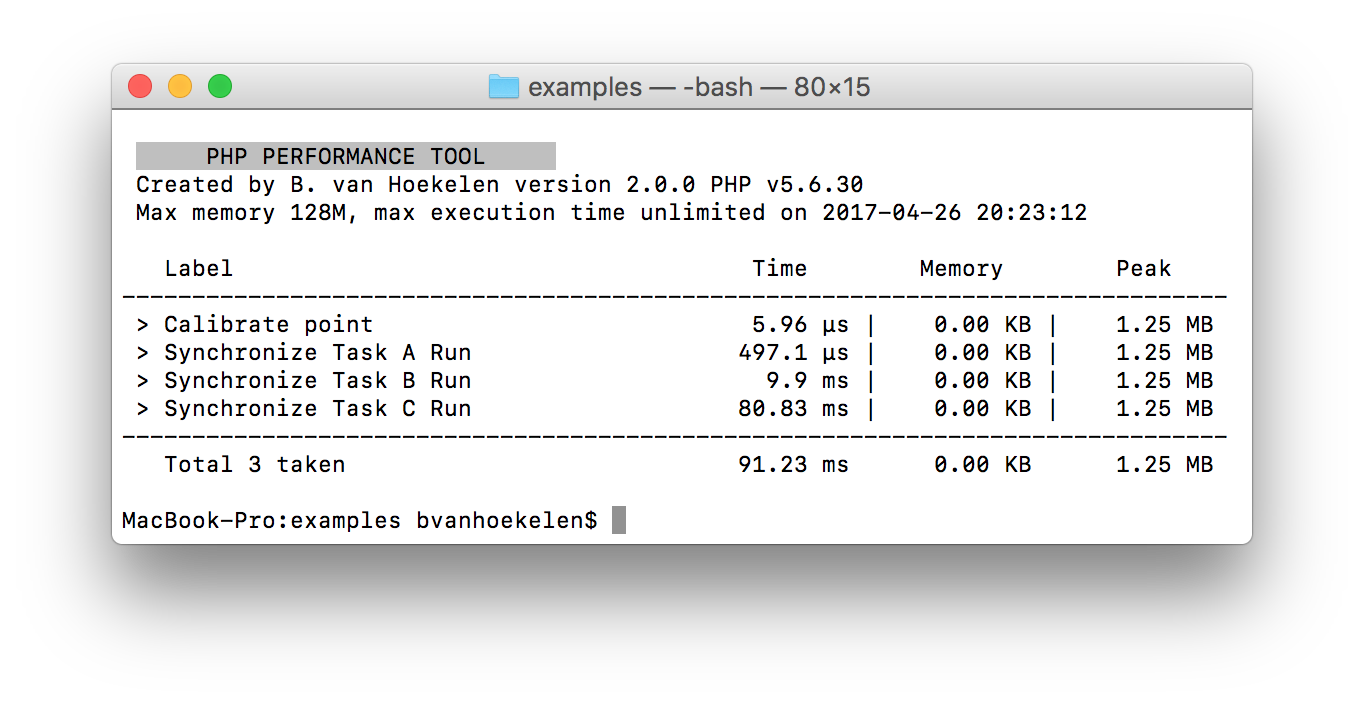 examples — -bash — 80×15
PHP PERFORMANCE TOOL
Created by B. van Hoekelen version 2.0.0 PHP v5.6.30
Max memory 128M, max execution time unlimited on 2017-04-26 20:23:12
Label Time Memory Peak
--------------------------------------------------------------------------------
> Calibrate point 5.96 µs | 0.00 KB | 1.25 MB
> Synchronize Task A Run 497.1 µs | 0.00 KB | 1.25 MB
> Synchronize Task B Run 9.9 ms | 0.00 KB | 1.25 MB
> Synchronize Task C Run 80.83 ms | 0.00 KB | 1.25 MB
--------------------------------------------------------------------------------
Total 3 taken 91.23 ms 0.00 KB 1.25 MB
MacBook-Pro:examples bvanhoekelen$